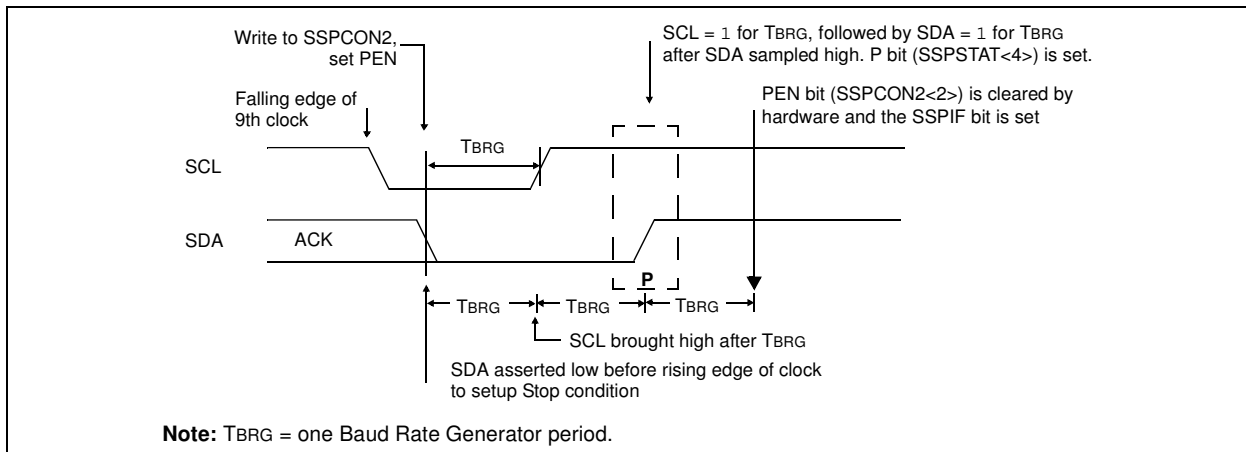 Write to SSPCON2,
set PEN
SCL = 1 for TBRG, followed by SDA = 1 for TBRG
after SDA sampled high. P bit (SSPSTAT<4>) is set.
Falling edge of
9th clock
PEN bit (SSPCON2<2>) is cleared by
hardware and the SSPIF bit is set
SCL
TBRG
SDA
ACK
P
TBRG
TBRG
TBRG
SCL brought high after TBRG
SDA asserted low before rising edge of clock
to setup Stop condition
Note: TBRG = one Baud Rate Generator period.